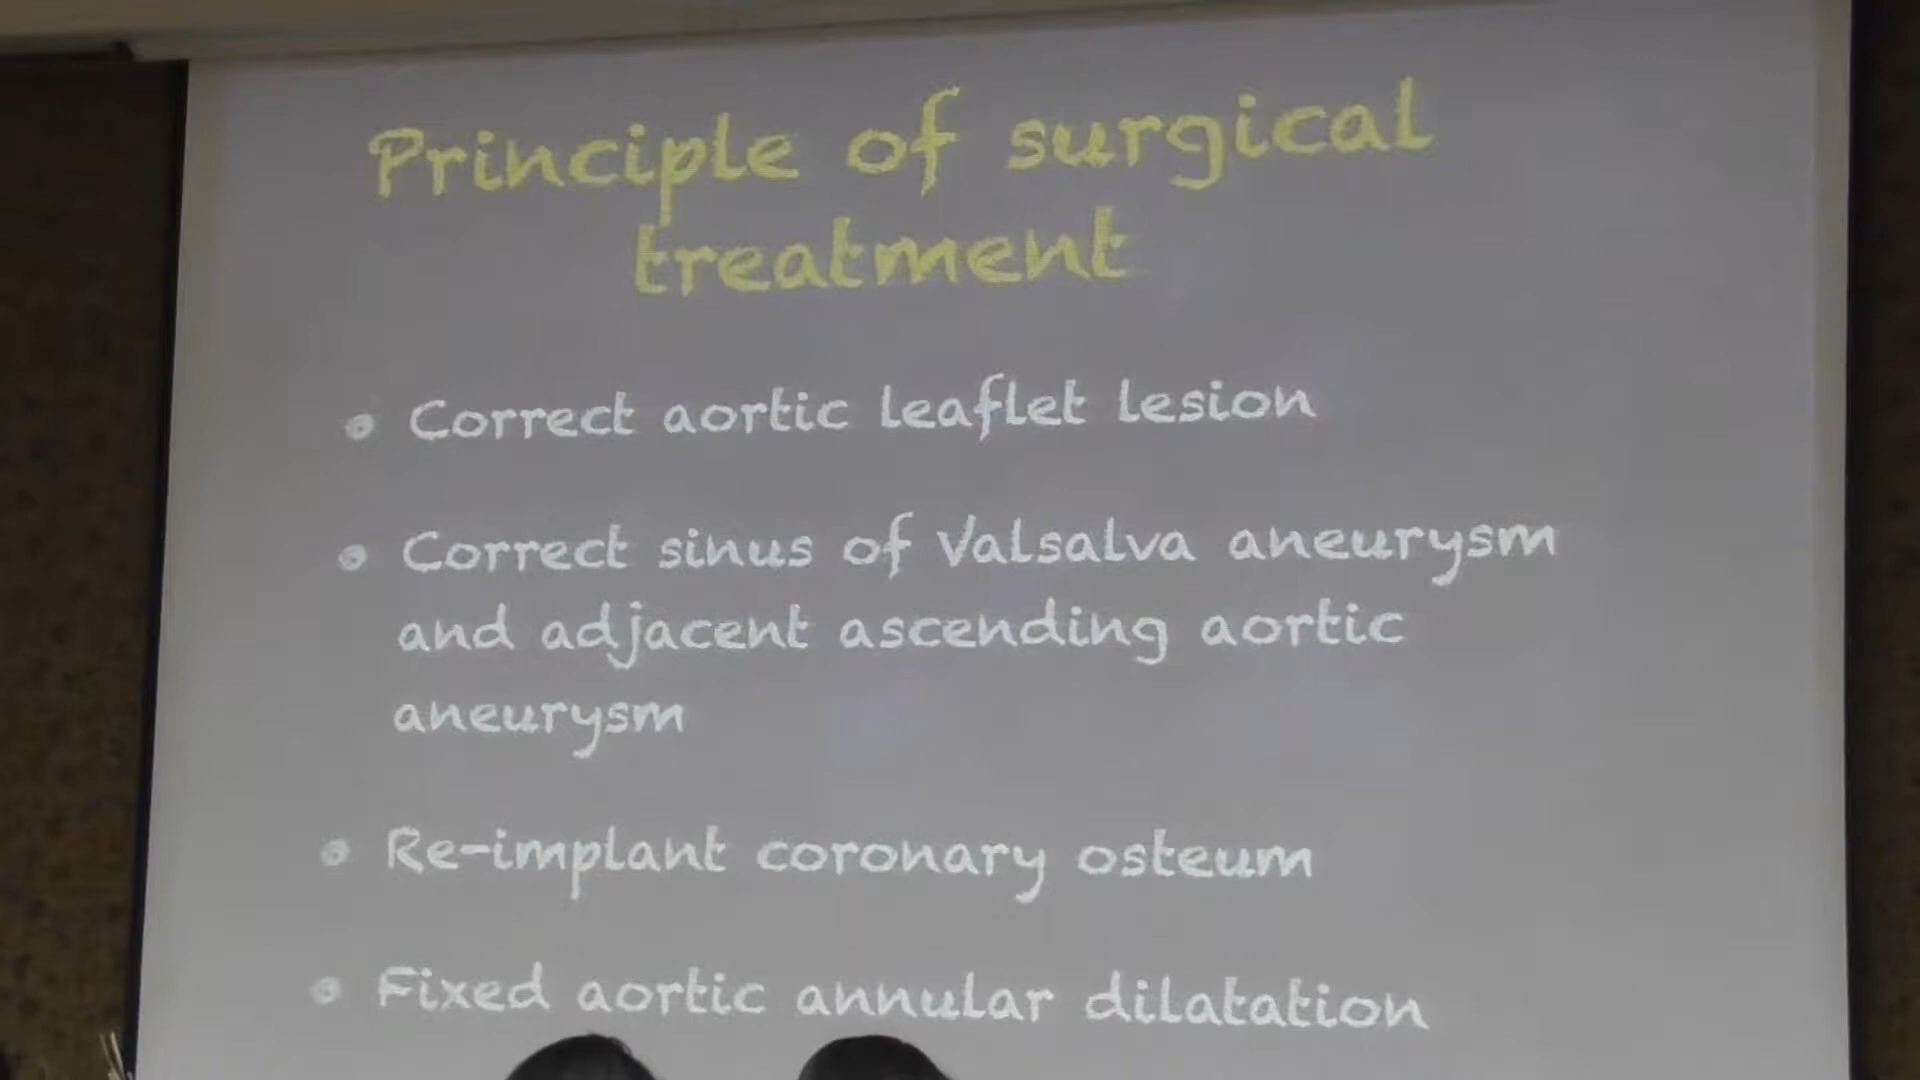 Principle of surgical
treatment
Correct aortic leaflet lesion
Correct sinus of Valsalva aneurysm
and adjacent ascending aortic
aneurysm
Re-implant coronary osteum
Fixed aortic annular dilatation